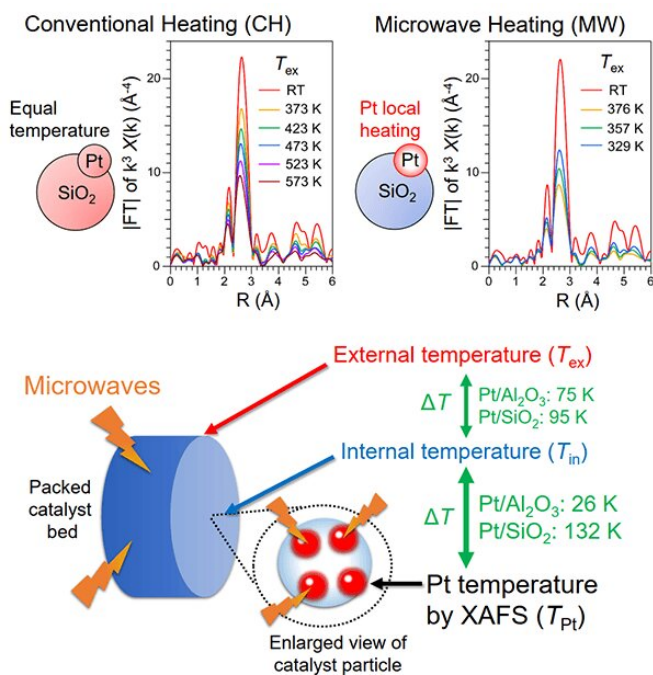 Conventional Heating (CH)
Microwave Heating (MW)
Equal
temperature
Pt
SiO2
|FT| of k³ X(k) (Å⁻⁴)
20
10
0
0 1 2 3 4 5 6
R (Å)
Tex
RT
373 K
423 K
473 K
523 K
573 K
Pt local
heating
Pt
SiO2
|FT| of k³ X(k) (Å⁻⁴)
20
10
0
0 1 2 3 4 5 6
R (Å)
Tex
RT
376 K
357 K
329 K
Microwaves
Packed
catalyst
bed
External temperature (Tex)
ΔT
Pt/Al2O3: 75 K
Pt/SiO2: 95 K
Internal temperature (Tin)
ΔT
Pt/Al2O3: 26 K
Pt/SiO2: 132 K
Pt temperature
by XAFS (TPt)
Enlarged view of
catalyst particle